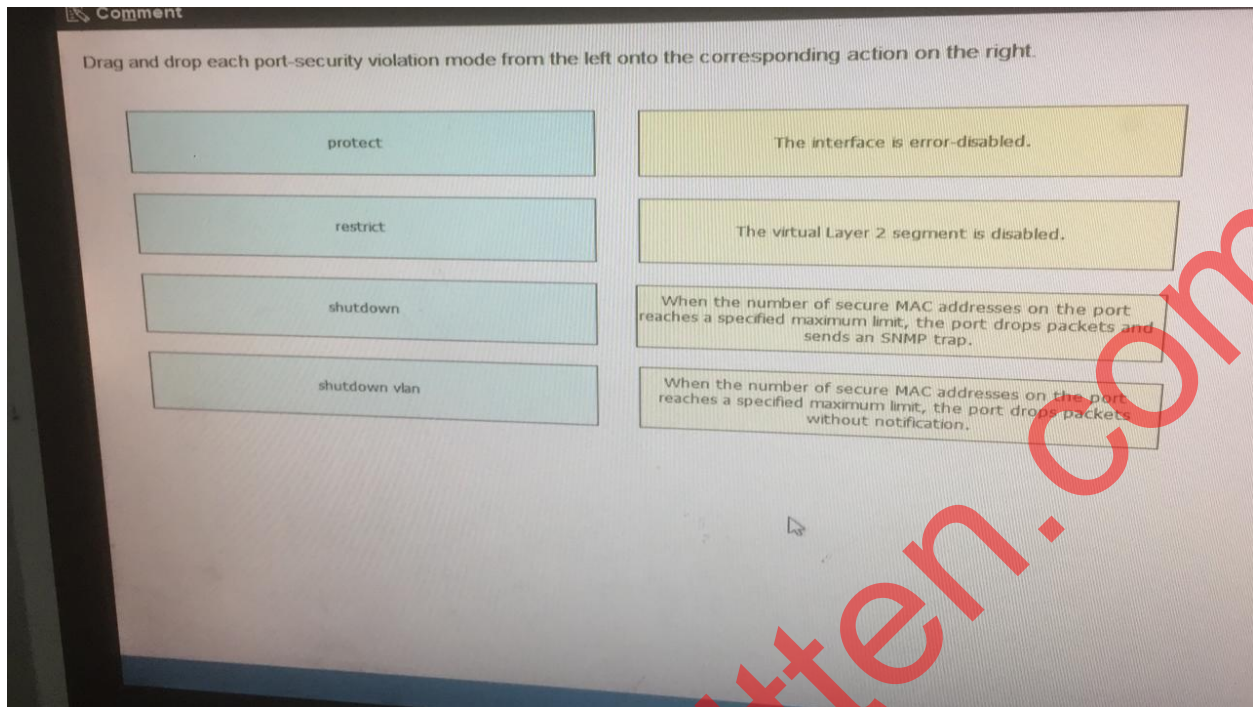 Comment
Drag and drop each port-security violation mode from the left onto the corresponding action on the right.
protect
The interface is error-disabled.
restrict
The virtual Layer 2 segment is disabled.
shutdown
When the number of secure MAC addresses on the port
reaches a specified maximum limit, the port drops packets and
sends an SNMP trap.
shutdown vlan
When the number of secure MAC addresses on the port
reaches a specified maximum limit, the port drops packets
without notification.
tten.com